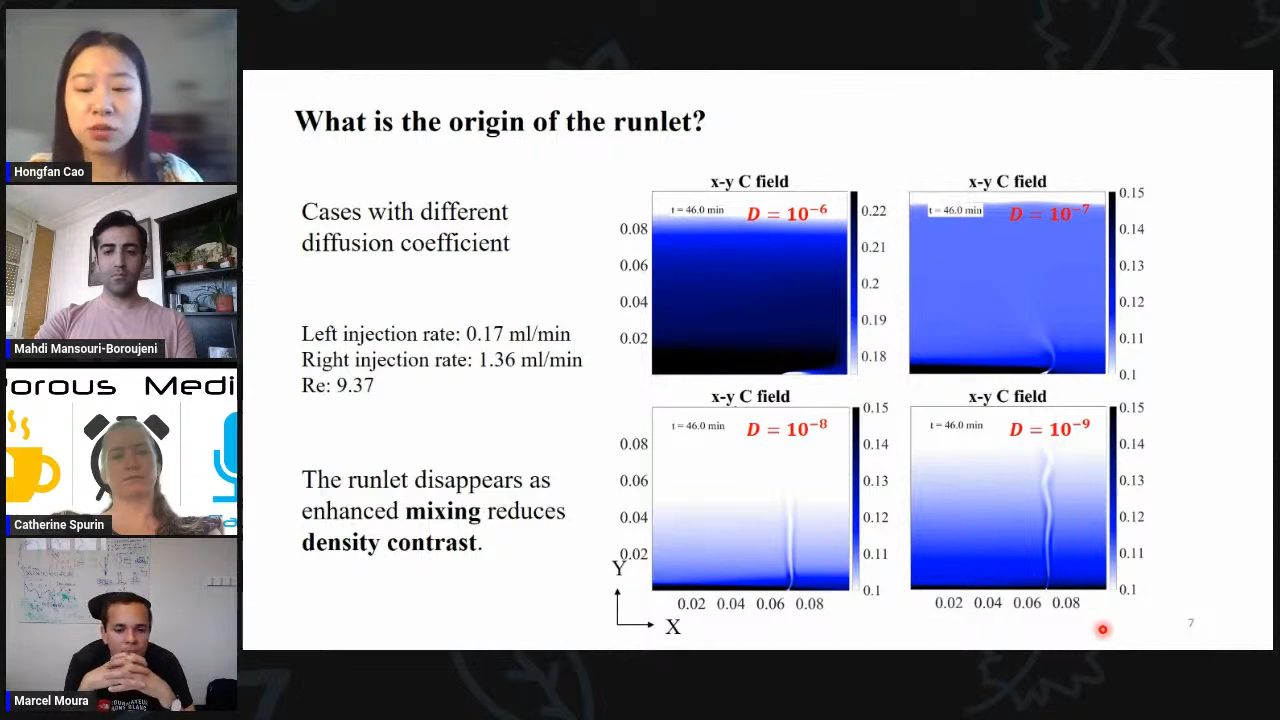 Hongfan Cao
Mahdi Mansouri-Boroujeni
Porous Medi
Catherine Spurin
Marcel Moura
What is the origin of the runlet?
Cases with different
diffusion coefficient
Left injection rate: 0.17 ml/min
Right injection rate: 1.36 ml/min
Re: 9.37
The runlet disappears as
enhanced mixing reduces
density contrast.
x-y C field
t = 46.0 min
D = 10⁻⁶
0.08
0.06
0.04
0.02
0.22
0.21
0.2
0.19
0.18
x-y C field
t = 46.0 min
D = 10⁻⁷
0.15
0.14
0.13
0.12
0.11
0.1
x-y C field
t = 46.0 min
D = 10⁻⁸
0.08
0.06
0.04
0.02
0.02 0.04 0.06 0.08
0.15
0.14
0.13
0.12
0.11
0.1
x-y C field
t = 46.0 min
D = 10⁻⁹
0.02 0.04 0.06 0.08
0.15
0.14
0.13
0.12
0.11
0.1
Y
X
7